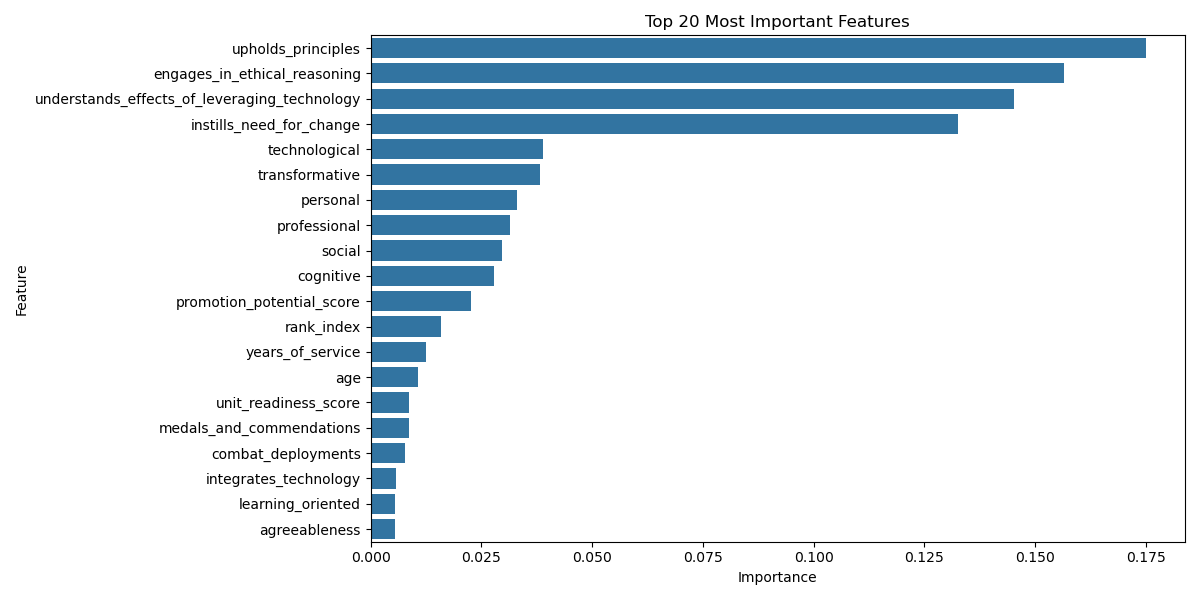 Top 20 Most Important Features
Feature
upholds_principles
engages_in_ethical_reasoning
understands_effects_of_leveraging_technology
instills_need_for_change
technological
transformative
personal
professional
social
cognitive
promotion_potential_score
rank_index
years_of_service
age
unit_readiness_score
medals_and_commendations
combat_deployments
integrates_technology
learning_oriented
agreeableness
0.000 0.025 0.050 0.075 0.100 0.125 0.150 0.175
Importance